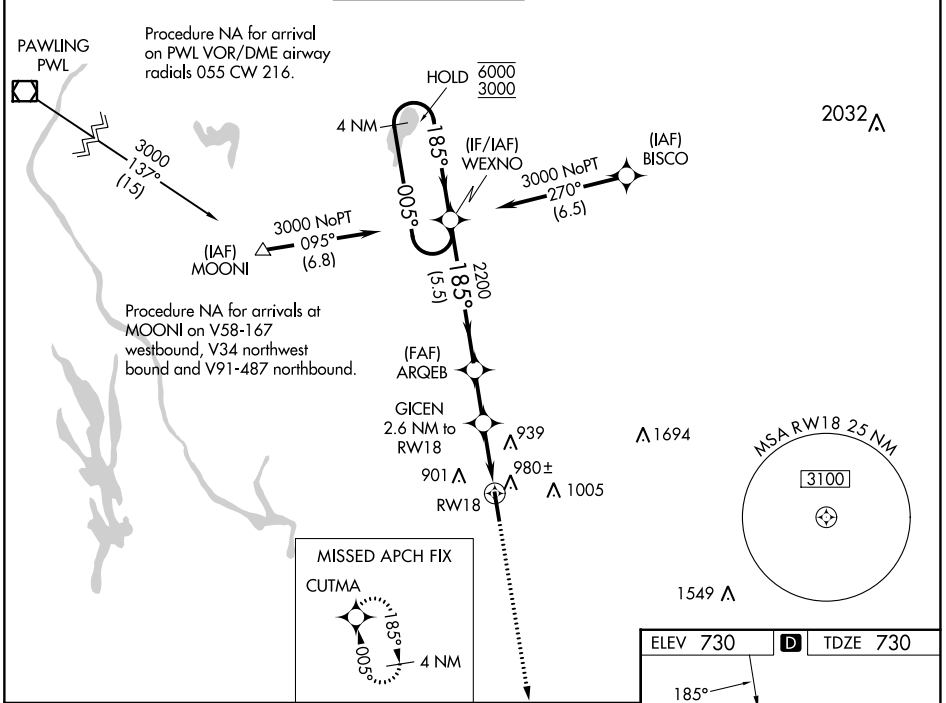 PAWLING
PWL
Procedure NA for arrival
on PWL VOR/DME airway
radials 055 CW 216.
3000
137°
(15)
HOLD
6000
3000
4 NM
185°
005°
(IF/IAF)
WEXNO
3000 NoPT
270°
(6.5)
(IAF)
BISCO
2032
(IAF)
MOONI
3000 NoPT
095°
(6.8)
2200
185°
(5.5)
Procedure NA for arrivals at
MOONI on V58-167
westbound, V34 northwest
bound and V91-487 northbound.
(FAF)
ARQEB
GICEN
2.6 NM to
RW18
939
901
980±
1005
RW18
1694
MSA RW18 25 NM
3100
1549
MISSED APCH FIX
CUTMA
185°
005°
4 NM
ELEV 730
D
TDZE 730
185°